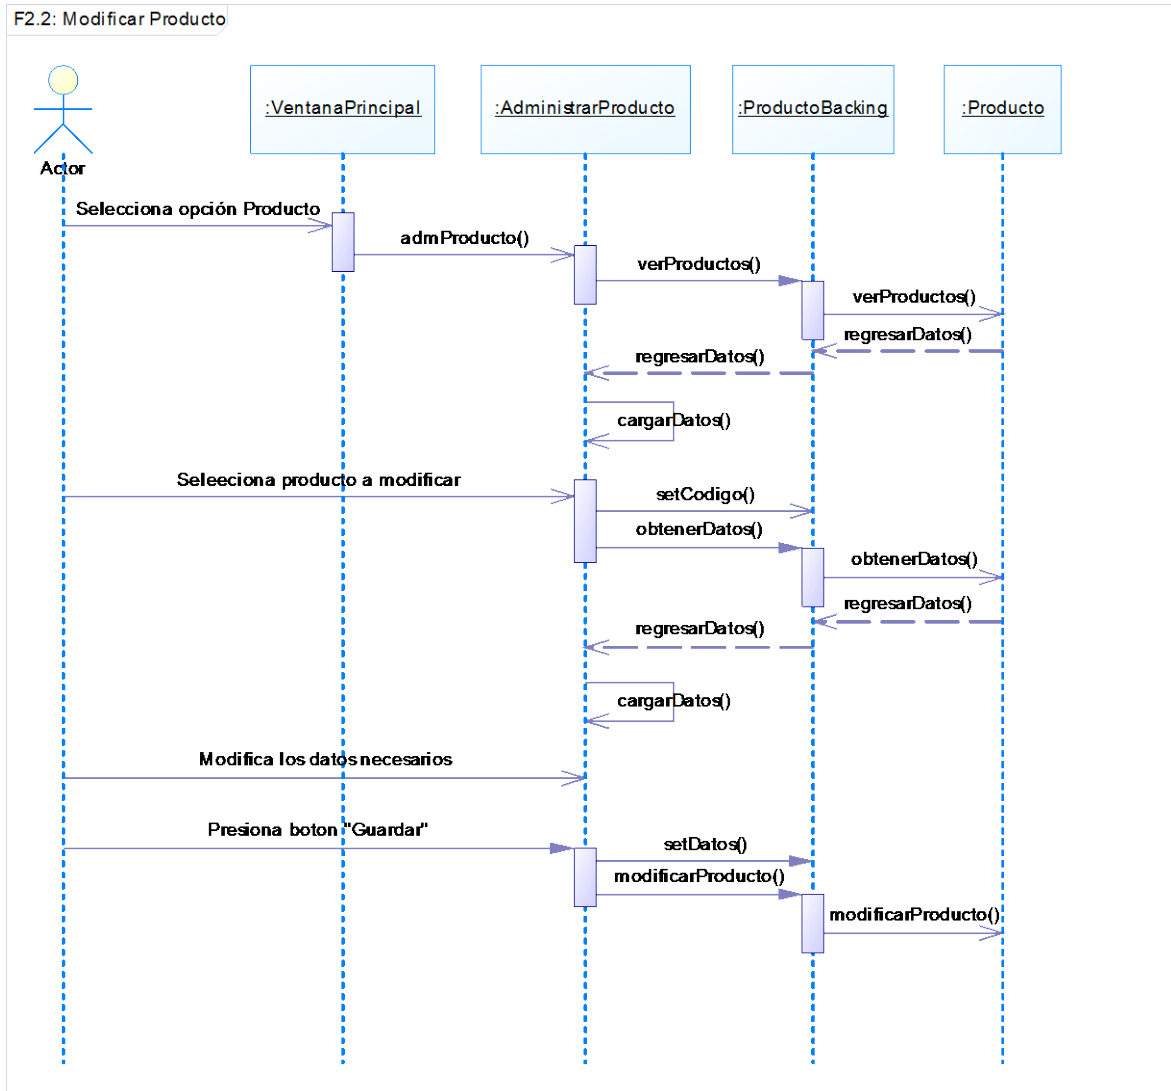 F2.2: Modificar Producto
:VentanaPrincipal
:AdministrarProducto
:ProductoBacking
:Producto
Actor
Selecciona opción Producto
admProducto()
verProductos()
verProductos()
regresarDatos()
regresarDatos()
cargarDatos()
Seleeciona producto a modificar
setCodigo()
obtenerDatos()
obtenerDatos()
regresarDatos()
regresarDatos()
cargarDatos()
Modifica los datos necesarios
Presiona boton "Guardar"
setDatos()
modificarProducto()
modificarProducto()